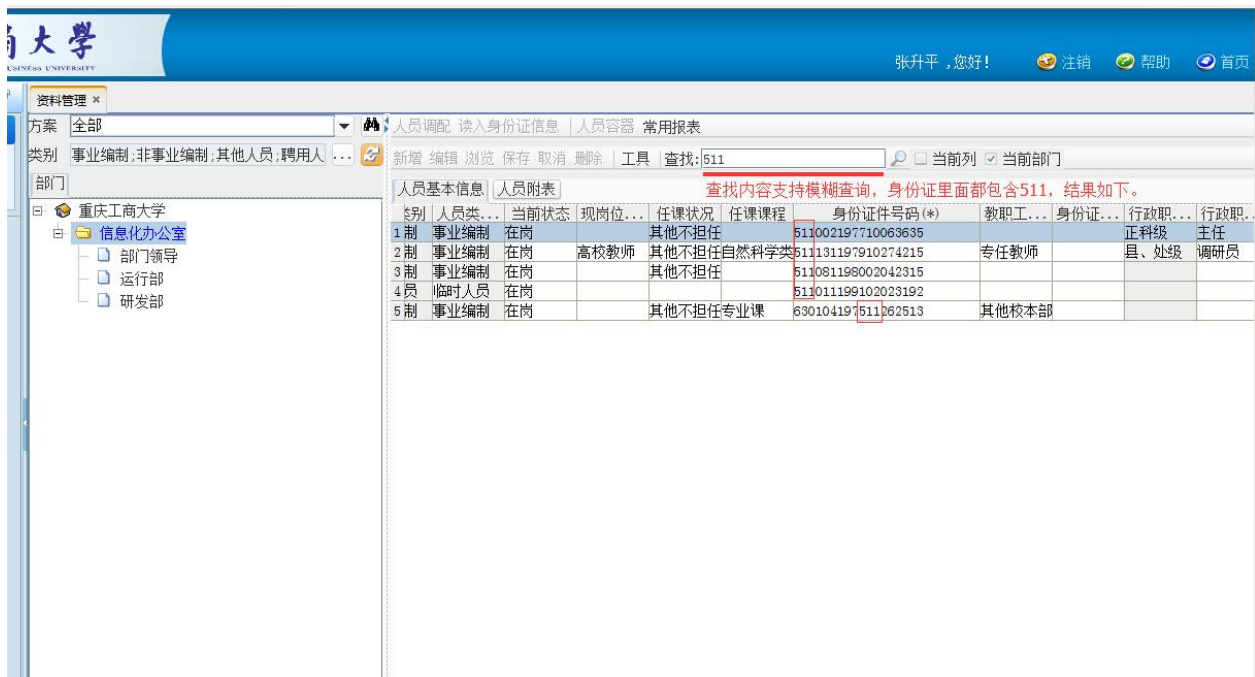 大學
BUSINESS UNIVERSITY
张升平 ,您好! 注销 帮助 首页
资料管理 ×
方案 全部
人员调配 读入身份证信息 人员容器 常用报表
类别 事业编制;非事业编制;其他人员;聘用人 ...
新增 编辑 浏览 保存 取消 删除 工具 查找: 511 当前列 当前部门
部门
人员基本信息 人员附表 查找内容支持模糊查询，身份证里面都包含511，结果如下。
重庆工商大学
信息化办公室
部门领导
运行部
研发部
类别 人员类... 当前状态 现岗位... 任课状况 任课课程 身份证件号码(*) 教职工... 身份证... 行政职... 行政职..
1 制 事业编制 在岗 其他不担任 511002197710063635 正科级 主任
2 制 事业编制 在岗 高校教师 其他不担任 自然科学类 511131197910274215 专任教师 县、处级 调研员
3 制 事业编制 在岗 其他不担任 511081198002042315
4 员 临时人员 在岗 511011199102023192
5 制 事业编制 在岗 其他不担任 专业课 630104197511262513 其他校本部